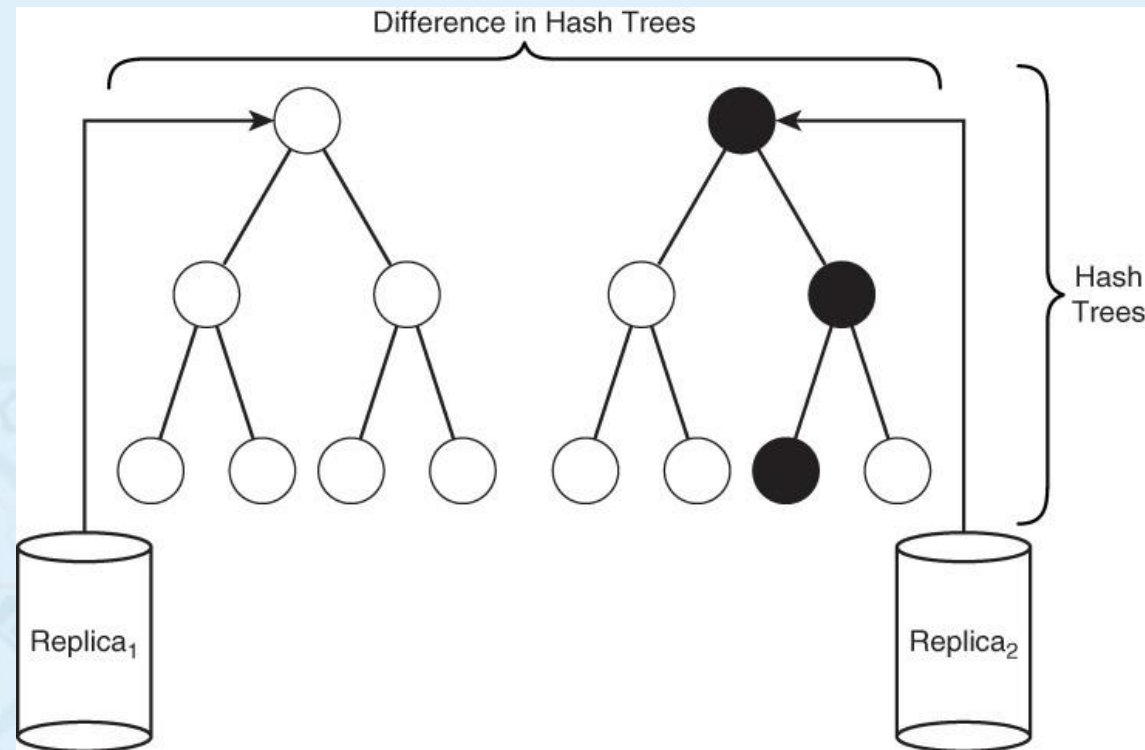 Difference in Hash Trees
Hash
Trees
Replica₁
Replica₂